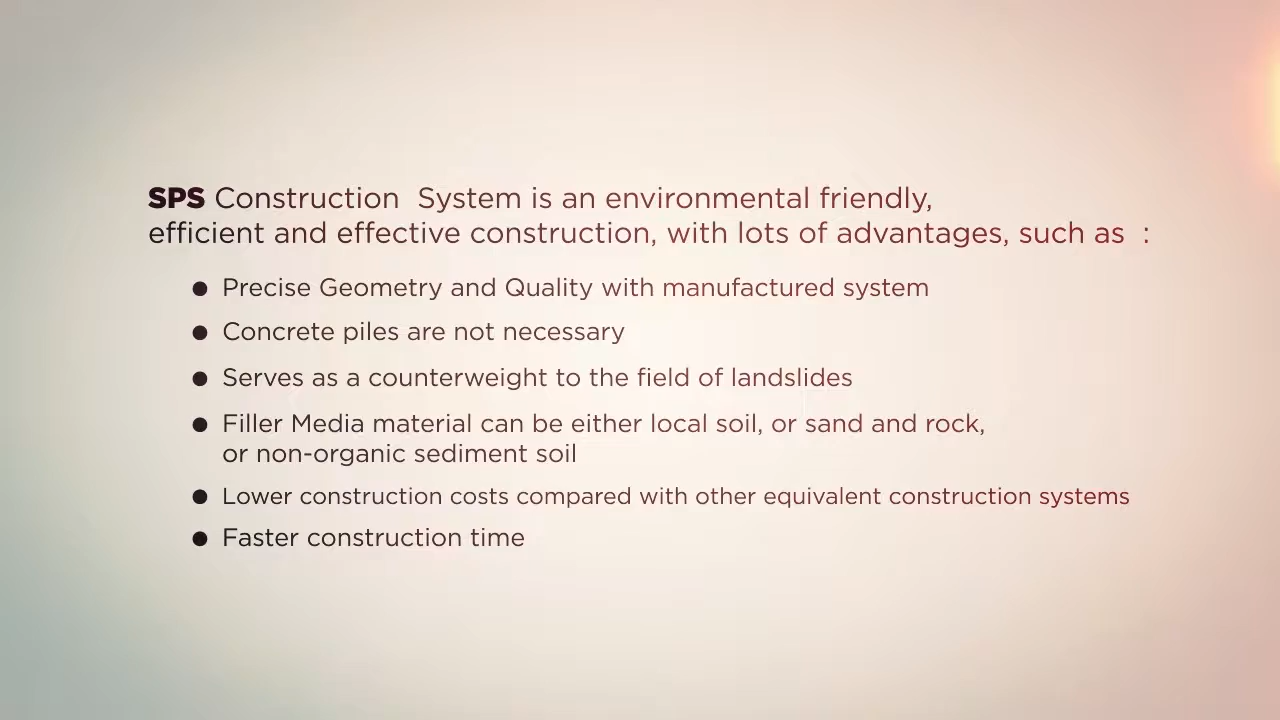 SPS Construction System is an environmental friendly,
efficient and effective construction, with lots of advantages, such as :
● Precise Geometry and Quality with manufactured system
● Concrete piles are not necessary
● Serves as a counterweight to the field of landslides
● Filler Media material can be either local soil, or sand and rock,
or non-organic sediment soil
● Lower construction costs compared with other equivalent construction systems
● Faster construction time